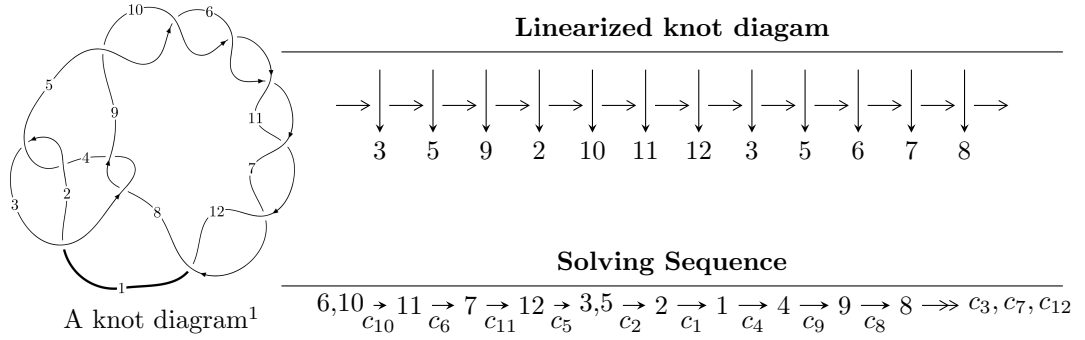 10
6
5
11
9
4
7
2
3
8
12
1
A knot diagram¹
Linearized knot diagam
3 5 9 2 10 11 12 3 5 6 7 8
Solving Sequence
6,10 → 11 → 7 → 12 → 3,5 → 2 → 1 → 4 → 9 → 8 →→ c₃, c₇, c₁₂
c₁₀ c₆ c₁₁ c₅ c₂ c₁ c₄ c₉ c₈